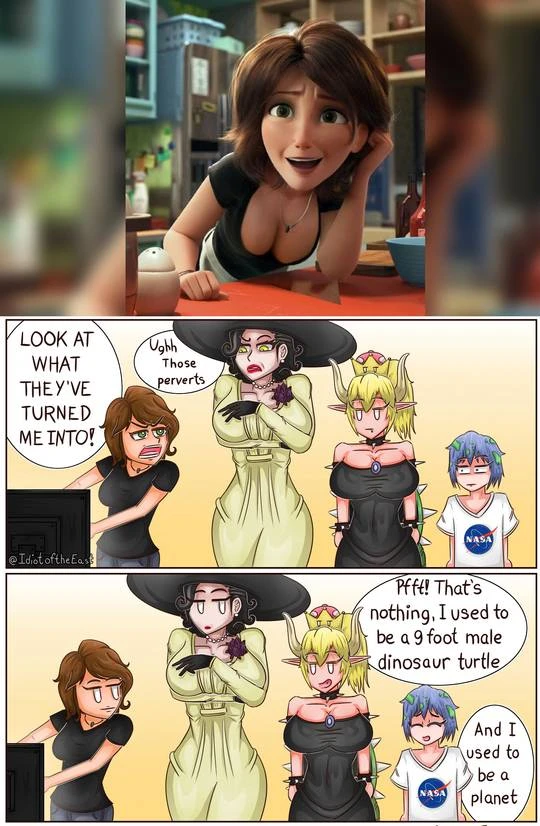 LOOK AT
WHAT
THEY'VE
TURNED
ME INTO!
Ughh
Those
perverts
NASA
@IdiotoftheEast
Pfft! That's
nothing, I used to
be a 9 foot male
dinosaur turtle
And I
used to
be a
planet
NASA